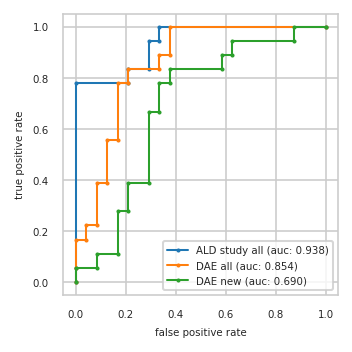 1.0
0.8
0.6
0.4
0.2
0.0
true positive rate
ALD study all (auc: 0.938)
DAE all (auc: 0.854)
DAE new (auc: 0.690)
0.0 0.2 0.4 0.6 0.8 1.0
false positive rate